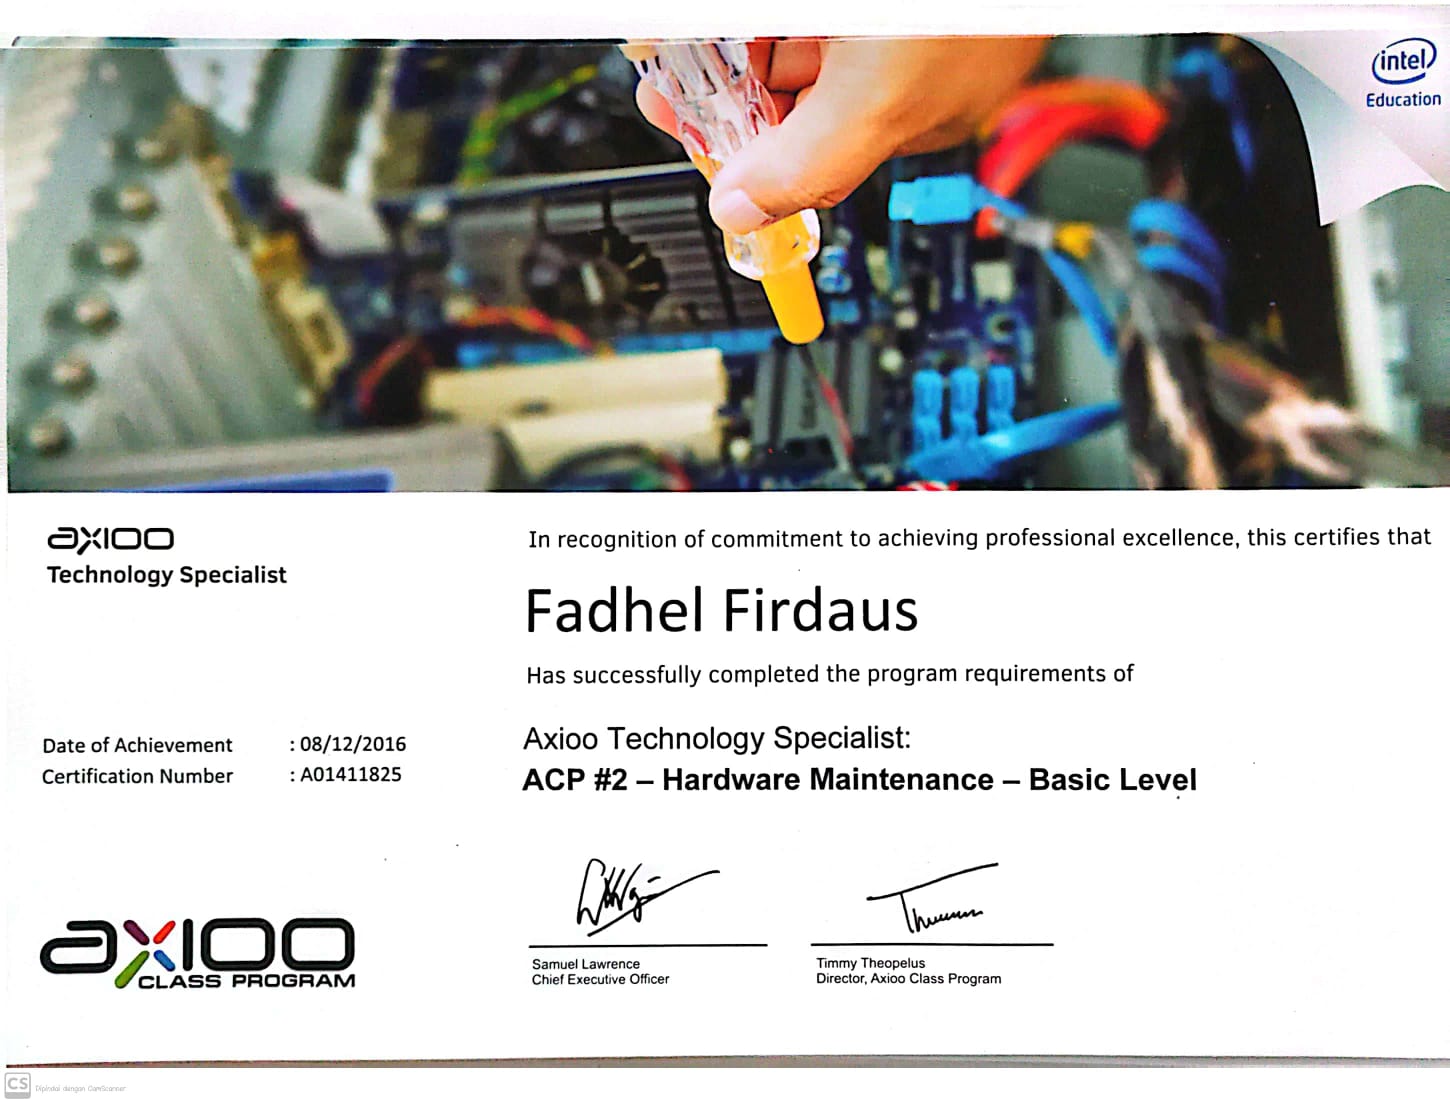 intel
Education
axioo
Technology Specialist
In recognition of commitment to achieving professional excellence, this certifies that
Fadhel Firdaus
Has successfully completed the program requirements of
Date of Achievement : 08/12/2016
Certification Number : A01411825
Axioo Technology Specialist:
ACP #2 – Hardware Maintenance – Basic Level
axioo
CLASS PROGRAM
Samuel Lawrence
Chief Executive Officer
Timmy Theopelus
Director, Axioo Class Program
CS Dipindai dengan CamScanner